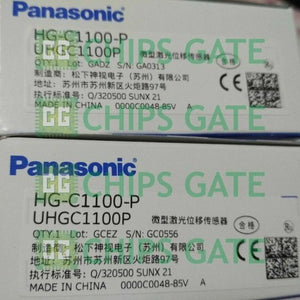 Panasonic
HG-C1100-P
UHGC1100P
微型激光位移传感器
QTY.1 Lot: GADZ S/N: GA0313
制造商：松下神视电子（苏州）有限公司
地址：苏州市苏州新区火炬路97号
执行标准号：Q/320500 SUNX 21
MADE IN CHINA 0000C0048-85V A
合格
CHIPS GATE
Panasonic
HG-C1100-P
UHGC1100P
微型激光位移传感器
QTY.1 Lot: GCEZ S/N: GC0556
制造商：松下神视电子（苏州）有限公司
地址：苏州市苏州新区火炬路97号
执行标准号：Q/320500 SUNX 21
MADE IN CHINA 0000C0048-85V A
合格
CHIPS GATE
CHIPS GATE